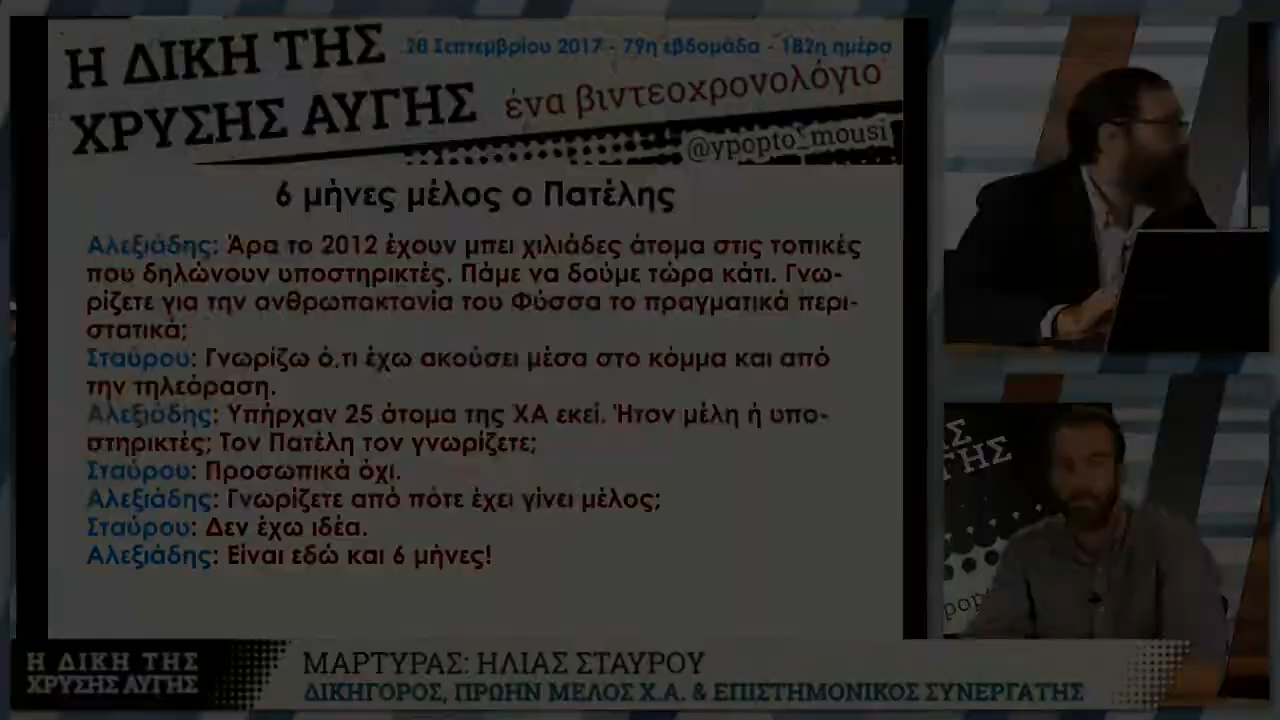 Η ΔΙΚΗ ΤΗΣ
ΧΡΥΣΗΣ ΑΥΓΗΣ
28 Σεπτεμβρίου 2017 - 79η εβδομάδα - 182η ημέρα
ένα βιντεοχρονολόγιο
@ypopto_mousi
6 μήνες μέλος ο Πατέλης
Αλεξιάδης: Άρα το 2012 έχουν μπει χιλιάδες άτομα στις τοπικές
που δηλώνουν υποστηρικτές. Πάμε να δούμε τώρα κάτι. Γνω-
ρίζετε για την ανθρωπακτανία του Φύσσα το πραγματικά περι-
στατικά;
Σταύρου: Γνωρίζω ό,τι έχω ακούσει μέσα στο κόμμα και από
την τηλεόραση.
Αλεξιάδης: Υπήρχαν 25 άτομα της ΧΑ εκεί. Ήτον μέλη ή υπο-
στηρικτές; Τον Πατέλη τον γνωρίζετε;
Σταύρου: Προσωπικά όχι.
Αλεξιάδης: Γνωρίζετε από πότε έχει γίνει μέλος;
Σταύρου: Δεν έχω ιδέα.
Αλεξιάδης: Είναι εδώ και 6 μήνες!
ΓΗΣ
Η ΔΙΚΗ ΤΗΣ
ΧΡΥΣΗΣ ΑΥΓΗΣ
ΜΑΡΤΥΡΑΣ: ΗΛΙΑΣ ΣΤΑΥΡΟΥ
ΔΙΚΗΓΟΡΟΣ, ΠΡΩΗΝ ΜΕΛΟΣ Χ.Α. & ΕΠΙΣΤΗΜΟΝΙΚΟΣ ΣΥΝΕΡΓΑΤΗΣ